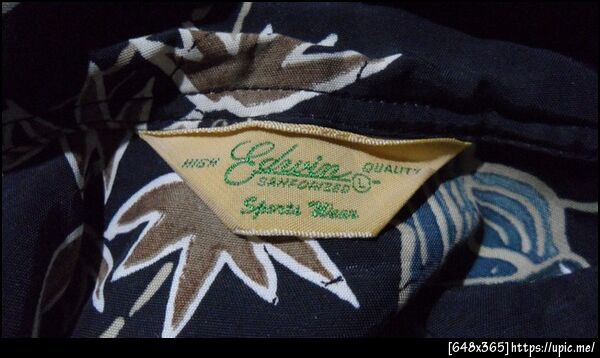 HIGH Edwin QUALITY
SANFORIZED L
Sports Wear
[648x365]https://upic.me/